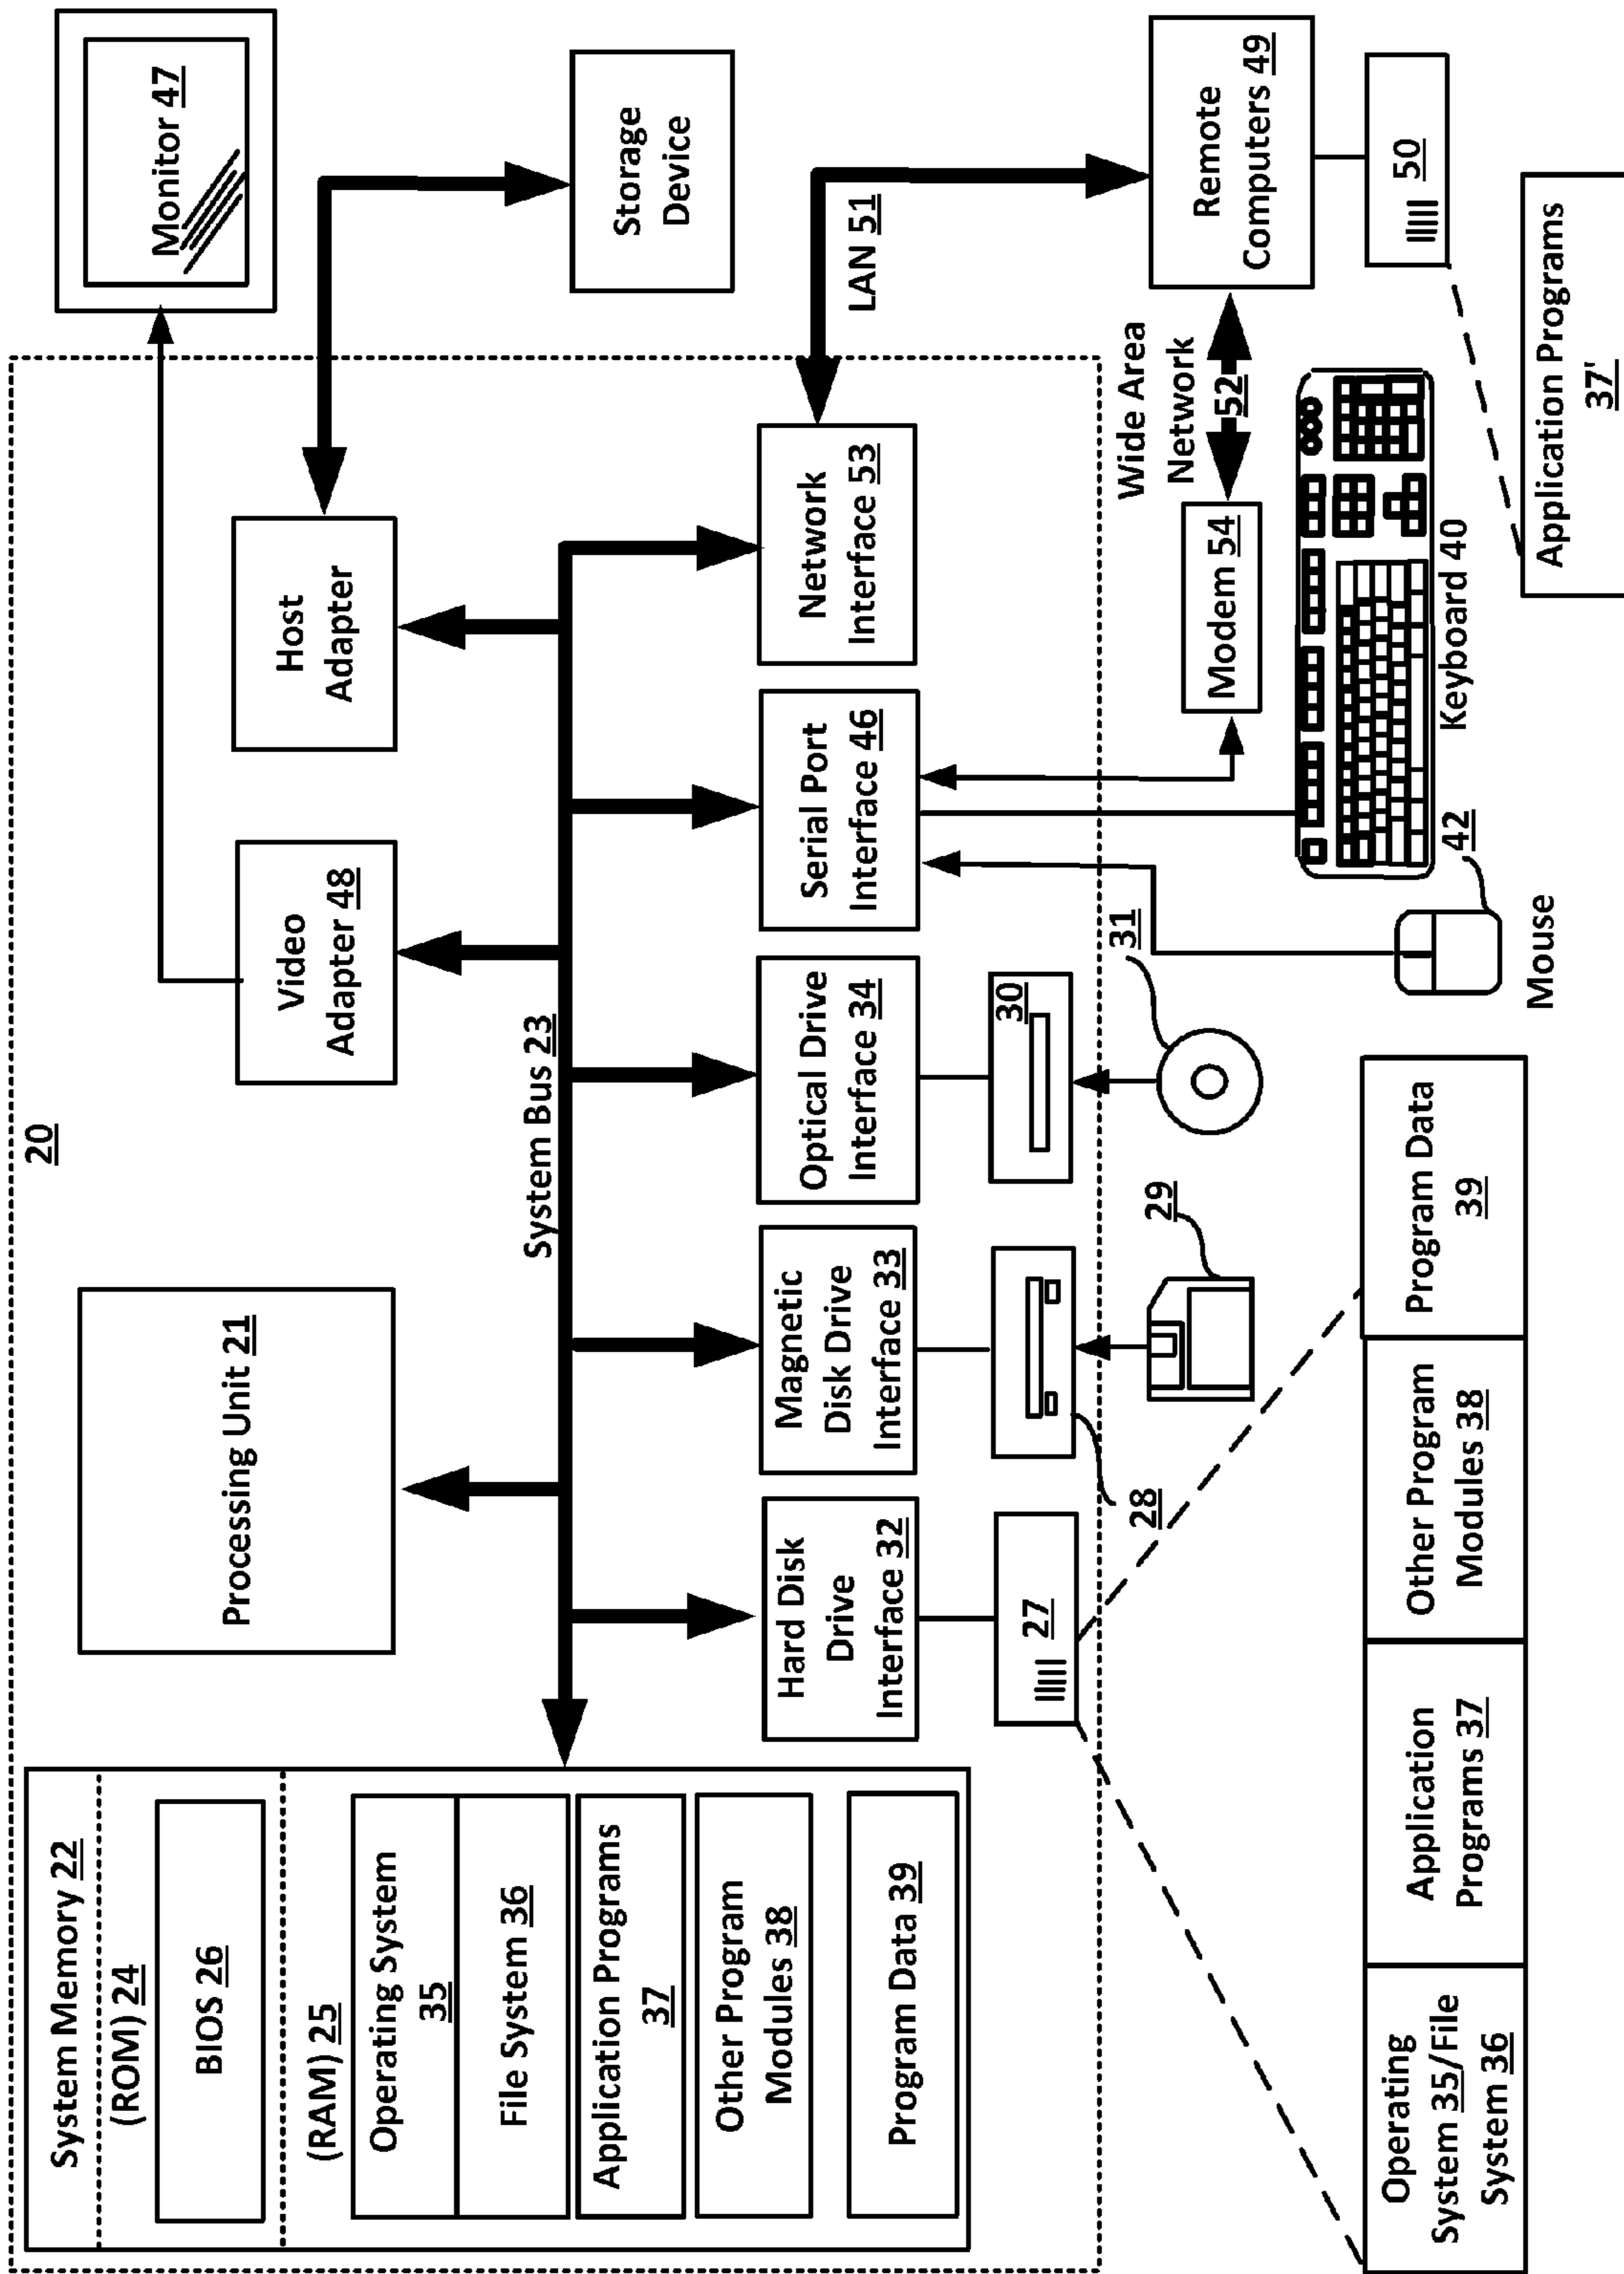 20
System Memory 22
(ROM) 24
BIOS 26
(RAM) 25
Operating System
35
File System 36
Application Programs
37
Other Program
Modules 38
Program Data 39
Processing Unit 21
Video
Adapter 48
Host
Adapter
Monitor 47
System Bus 23
Storage
Device
Hard Disk
Drive
Interface 32
Magnetic
Disk Drive
Interface 33
Optical Drive
Interface 34
Serial Port
Interface 46
Network
Interface 53
LAN 51
27
28
29
30
31
Modem 54
Wide Area
Network
52
Remote
Computers 49
50
Keyboard 40
42
Mouse
Operating
System 35/File
System 36
Application
Programs 37
Other Program
Modules 38
Program Data
39
Application Programs
37'